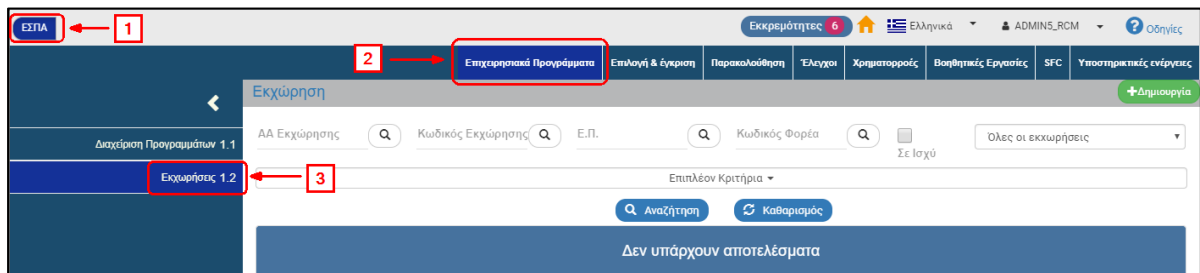 ΕΣΠΑ 1 Εκκρεμότητες 6 Ελληνικά ADMIN5_RCM ? Οδηγίες
2 Επιχειρησιακά Προγράμματα Επιλογή & έγκριση Παρακολούθηση Έλεγχοι Χρηματορροές Βοηθητικές Εργασίες SFC Υποστηρικτικές ενέργειες
Εκχώρηση +Δημιουργία
ΑΑ Εκχώρησης Κωδικός Εκχώρησης Ε.Π. Κωδικός Φορέα Σε Ισχύ Όλες οι εκχωρήσεις
Διαχείριση Προγραμμάτων 1.1
Εκχωρήσεις 1.2 3 Επιπλέον Κριτήρια
Αναζήτηση Καθαρισμός
Δεν υπάρχουν αποτελέσματα